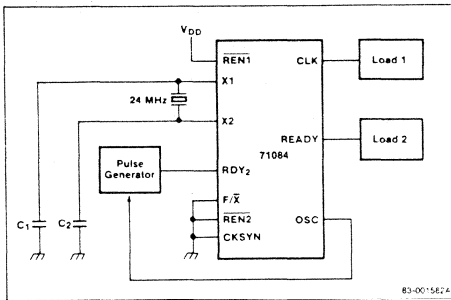 VDD
REN1
CLK
Load 1
X1
24 MHz
X2
READY
Load 2
71084
Pulse
Generator
RDY2
F/X̅
C1
C2
REN2
OSC
CKSYN
83-001582A